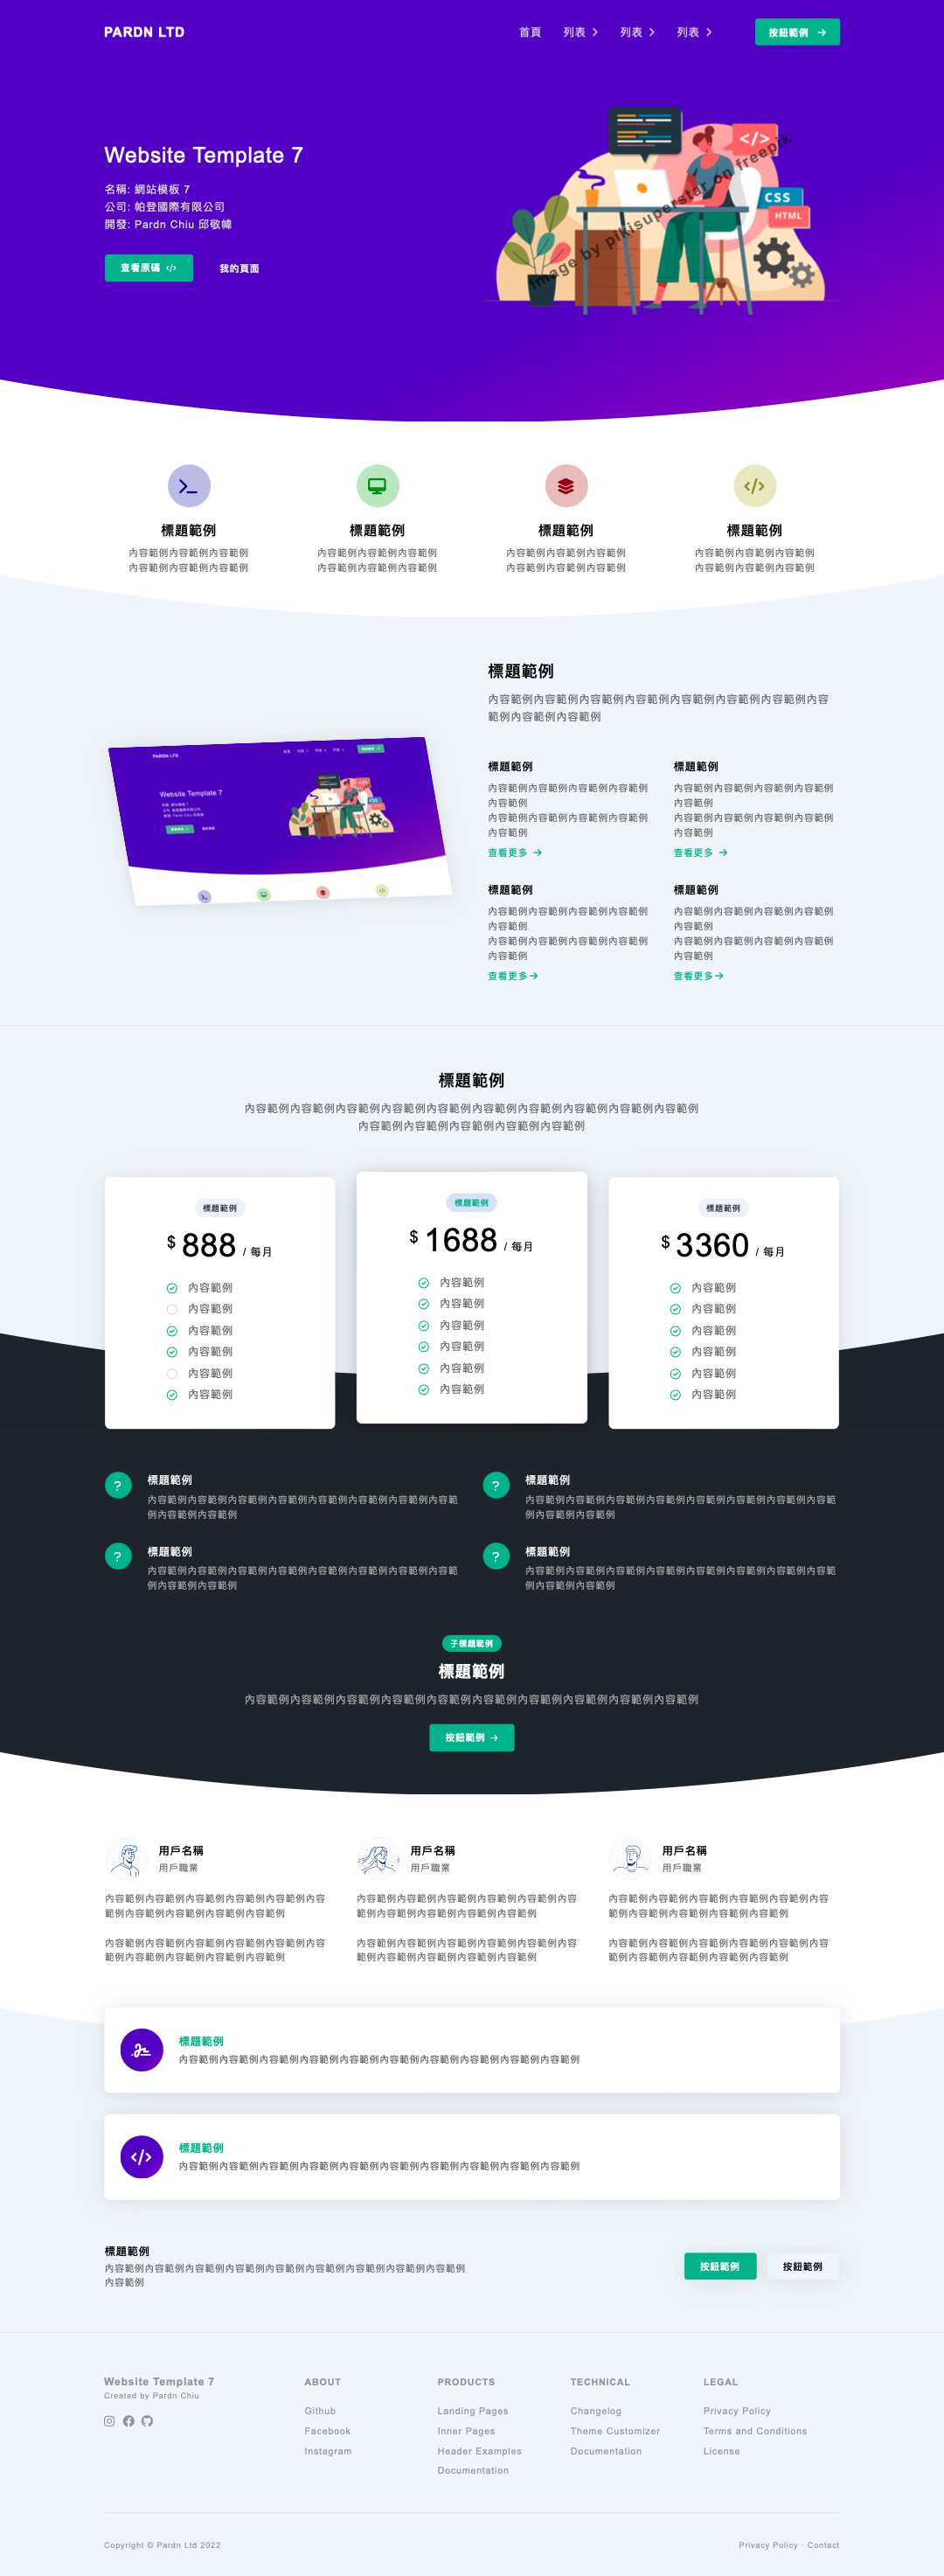 PARDN LTD
首頁 列表 列表 列表 按鈕範例
Website Template 7
名稱: 網站模板 7
公司: 帕登國際有限公司
開發: Pardn Chiu 邱敬幃
查看原碼 </> 我的頁面
</>
CSS
HTML
Image by pikisuperstar on freepik
標題範例 標題範例 標題範例 標題範例
內容範例內容範例內容範例 內容範例內容範例內容範例 內容範例內容範例內容範例 內容範例內容範例內容範例
內容範例內容範例內容範例 內容範例內容範例內容範例 內容範例內容範例內容範例 內容範例內容範例內容範例
標題範例
內容範例內容範例內容範例內容範例內容範例內容範例內容範例內
容範例內容範例內容範例
PARDN LTD
Website Template 7
標題範例
內容範例內容範例內容範例內容範例
內容範例
內容範例內容範例內容範例內容範例
內容範例
查看更多
標題範例
內容範例內容範例內容範例內容範例
內容範例
內容範例內容範例內容範例內容範例
內容範例
查看更多
標題範例
內容範例內容範例內容範例內容範例
內容範例
內容範例內容範例內容範例內容範例
內容範例
查看更多
標題範例
內容範例內容範例內容範例內容範例
內容範例
內容範例內容範例內容範例內容範例
內容範例
查看更多
標題範例
內容範例內容範例內容範例內容範例內容範例內容範例內容範例內容範例內容範例內容範例
內容範例內容範例內容範例內容範例內容範例
標題範例
$ 888 / 每月
內容範例
內容範例
內容範例
內容範例
內容範例
內容範例
標題範例
$ 1688 / 每月
內容範例
內容範例
內容範例
內容範例
內容範例
內容範例
標題範例
$ 3360 / 每月
內容範例
內容範例
內容範例
內容範例
內容範例
內容範例
?
標題範例
內容範例內容範例內容範例內容範例內容範例內容範例內容範例內容範
例內容範例內容範例
?
標題範例
內容範例內容範例內容範例內容範例內容範例內容範例內容範例內容範
例內容範例內容範例
?
標題範例
內容範例內容範例內容範例內容範例內容範例內容範例內容範例內容範
例內容範例內容範例
?
標題範例
內容範例內容範例內容範例內容範例內容範例內容範例內容範例內容範
例內容範例內容範例
子標題範例
標題範例
內容範例內容範例內容範例內容範例內容範例內容範例內容範例內容範例內容範例內容範例
按鈕範例
用戶名稱
用戶職業
內容範例內容範例內容範例內容範例內容範例內容
範例內容範例內容範例內容範例內容範例
內容範例內容範例內容範例內容範例內容範例內容
範例內容範例內容範例內容範例內容範例
用戶名稱
用戶職業
內容範例內容範例內容範例內容範例內容範例內容
範例內容範例內容範例內容範例內容範例
內容範例內容範例內容範例內容範例內容範例內容
範例內容範例內容範例內容範例內容範例
用戶名稱
用戶職業
內容範例內容範例內容範例內容範例內容範例內容
範例內容範例內容範例內容範例內容範例
內容範例內容範例內容範例內容範例內容範例內容
範例內容範例內容範例內容範例內容範例
標題範例
內容範例內容範例內容範例內容範例內容範例內容範例內容範例內容範例內容範例內容範例
標題範例
內容範例內容範例內容範例內容範例內容範例內容範例內容範例內容範例內容範例內容範例
標題範例
內容範例內容範例內容範例內容範例內容範例內容範例內容範例內容範例內容範例
內容範例
按鈕範例 按鈕範例
Website Template 7
Created by Pardn Chiu
ABOUT
Github
Facebook
Instagram
PRODUCTS
Landing Pages
Inner Pages
Header Examples
Documentation
TECHNICAL
Changelog
Theme Customizer
Documentation
LEGAL
Privacy Policy
Terms and Conditions
License
Copyright © Pardn Ltd 2022
Privacy Policy · Contact